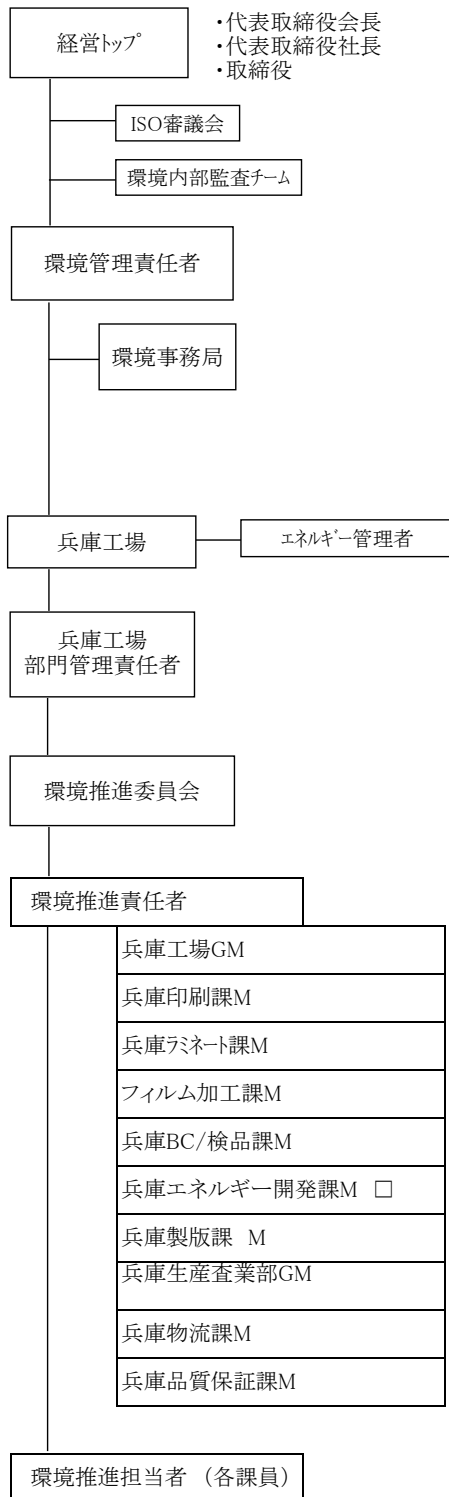 経営ﾄｯﾌﾟ
・代表取締役会長
・代表取締役社長
・取締役
ISO審議会
環境内部監査ﾁｰﾑ
環境管理責任者
環境事務局
兵庫工場
ｴﾈﾙｷﾞｰ管理者
兵庫工場
部門管理責任者
環境推進委員会
環境推進責任者
兵庫工場GM
兵庫印刷課M
兵庫ﾗﾐﾈｰﾄ課M
フィルム加工課M
兵庫BC/検品課M
兵庫エネルギー開発課M □
兵庫製版課 M
兵庫生産査業部GM
兵庫物流課M
兵庫品質保証課M
環境推進担当者 （各課員）